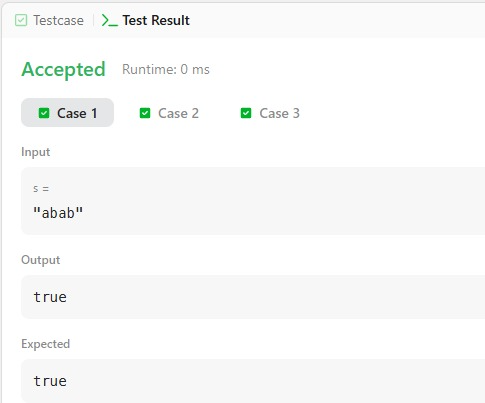 Testcase Test Result
Accepted Runtime: 0 ms
Case 1 Case 2 Case 3
Input
s =
"abab"
Output
true
Expected
true